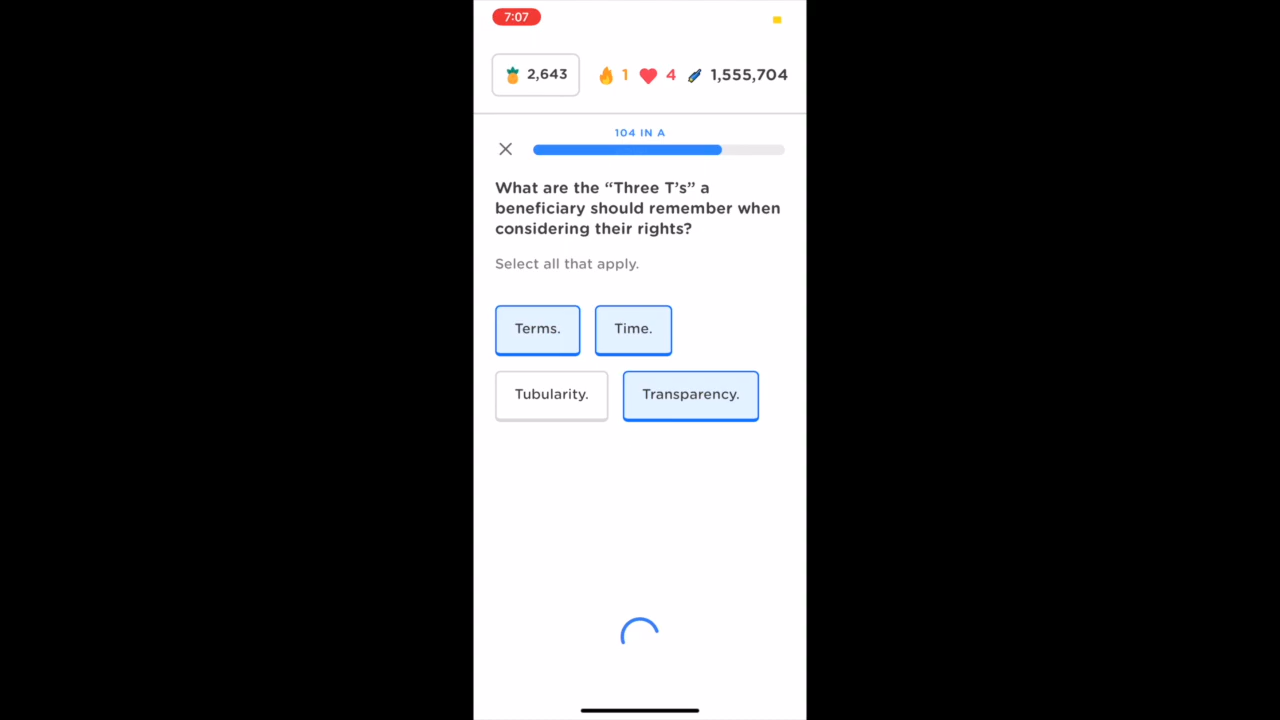 7:07
2,643 1 4 1,555,704
104 IN A
What are the “Three T’s” a
beneficiary should remember when
considering their rights?
Select all that apply.
Terms. Time.
Tubularity. Transparency.